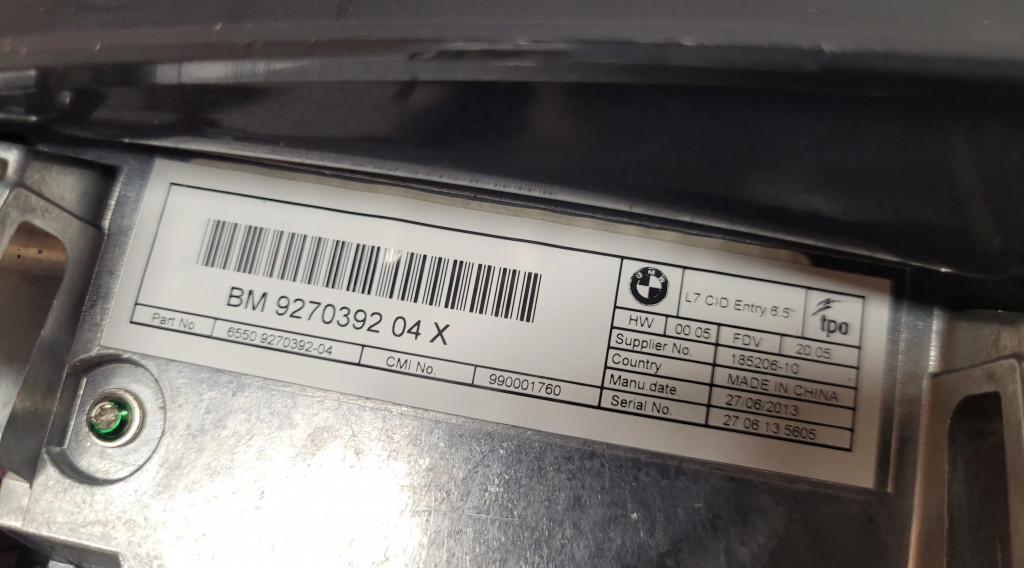 BM 9270392 04 X
Part No. 6550 9270392-04 CMI No. 990001760
BMW
L7 CID Entry 6.5"
tpo
HW 00 05 FDV 20 05
Supplier No. 185206-10
Country MADE IN CHINA
Manu.date 27/06/2013
Serial No. 27 06 13 5605